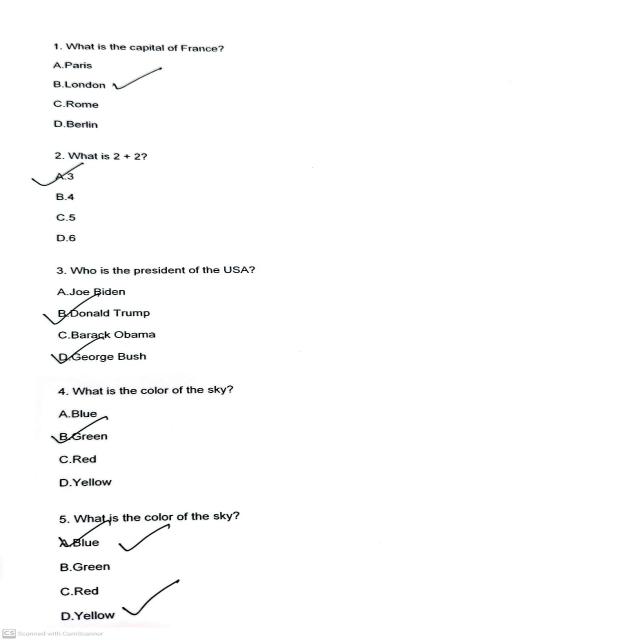 1. What is the capital of France?
A.Paris
B.London
C.Rome
D.Berlin
2. What is 2 + 2?
A.3
B.4
C.5
D.6
3. Who is the president of the USA?
A.Joe Biden
B.Donald Trump
C.Barack Obama
D.George Bush
4. What is the color of the sky?
A.Blue
B.Green
C.Red
D.Yellow
5. What is the color of the sky?
A.Blue
B.Green
C.Red
D.Yellow
CS Scanned with CamScanner